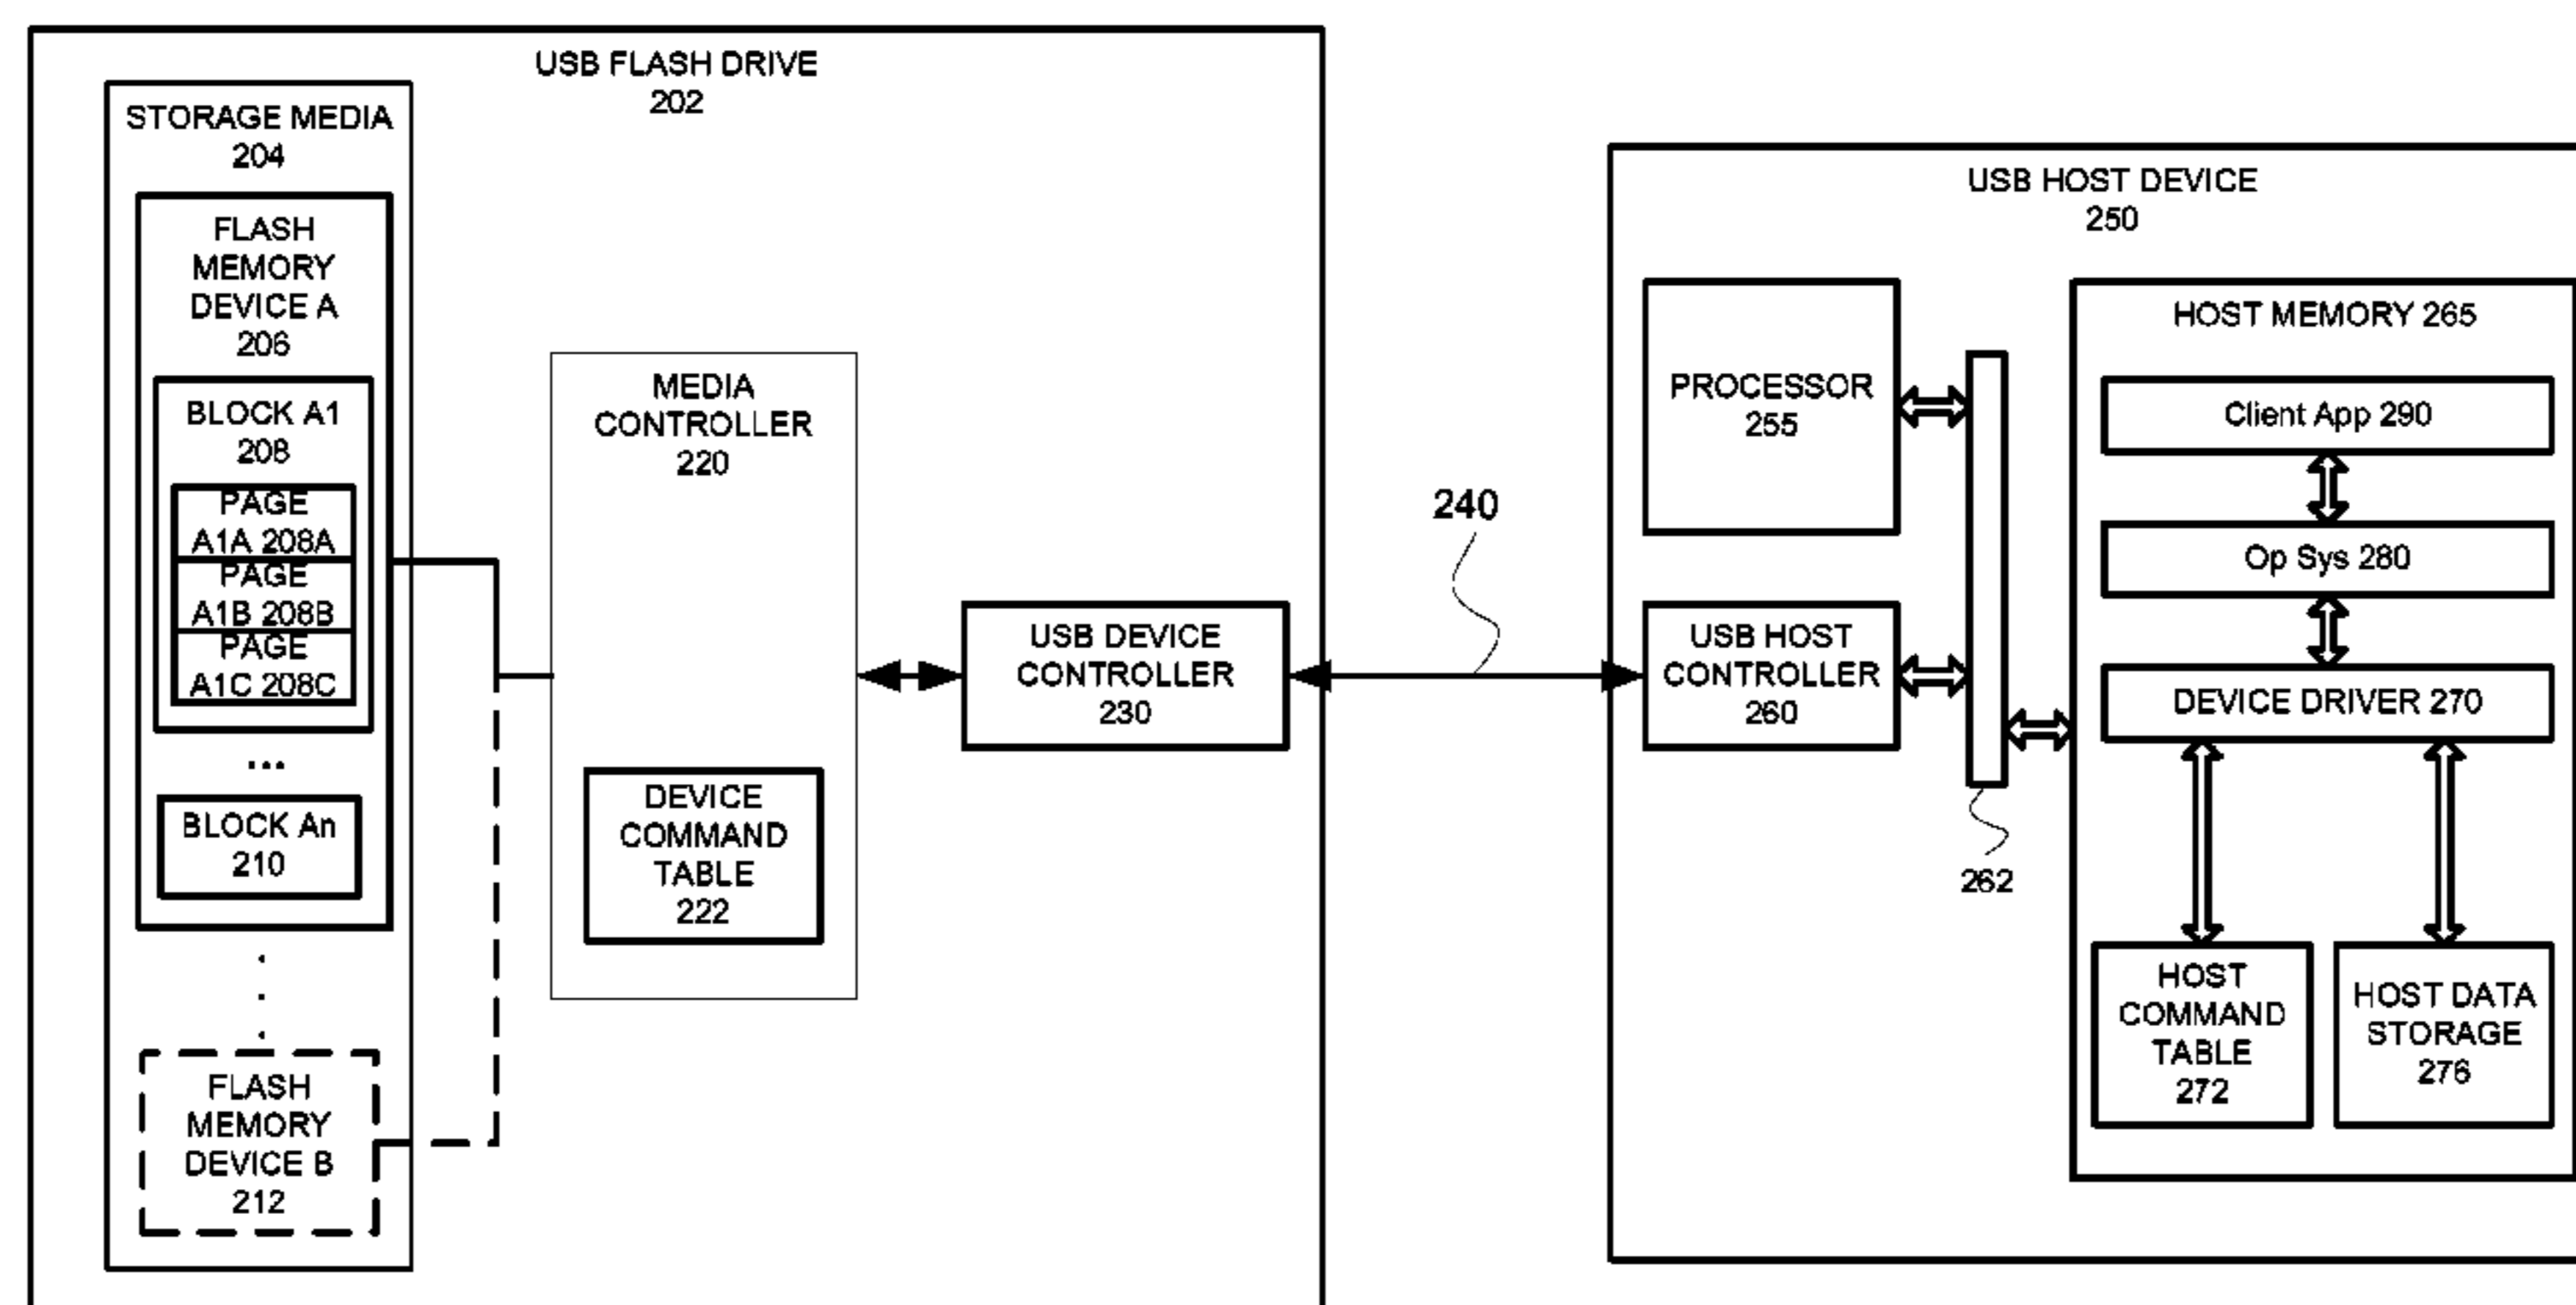 USB FLASH DRIVE
202
STORAGE MEDIA
204
FLASH
MEMORY
DEVICE A
206
BLOCK A1
208
PAGE
A1A 208A
PAGE
A1B 208B
PAGE
A1C 208C
...
BLOCK An
210
FLASH
MEMORY
DEVICE B
212
MEDIA
CONTROLLER
220
DEVICE
COMMAND
TABLE
222
USB DEVICE
CONTROLLER
230
240
USB HOST DEVICE
250
PROCESSOR
255
USB HOST
CONTROLLER
260
262
HOST MEMORY 265
Client App 290
Op Sys 280
DEVICE DRIVER 270
HOST
COMMAND
TABLE
272
HOST DATA
STORAGE
276